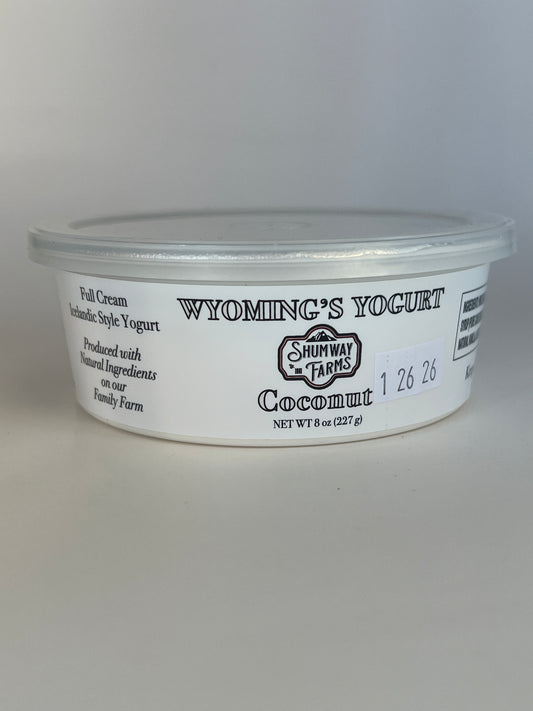 Full Cream
Icelandic Style Yogurt
Produced with
Natural Ingredients
on our
Family Farm
WYOMING'S YOGURT
SHUMWAY
FARMS
Coconut
NET WT 8 oz (227 g)
1 26 26